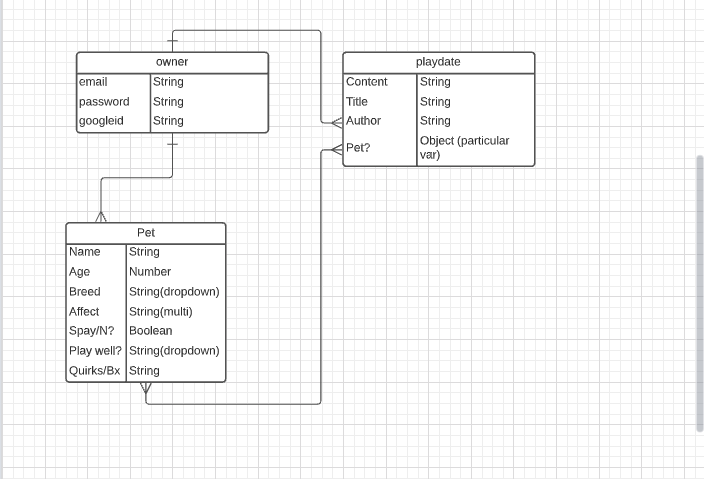 owner
email String
password String
googleid String
playdate
Content String
Title String
Author String
Pet? Object (particular
var)
Pet
Name String
Age Number
Breed String(dropdown)
Affect String(multi)
Spay/N? Boolean
Play well? String(dropdown)
Quirks/Bx String